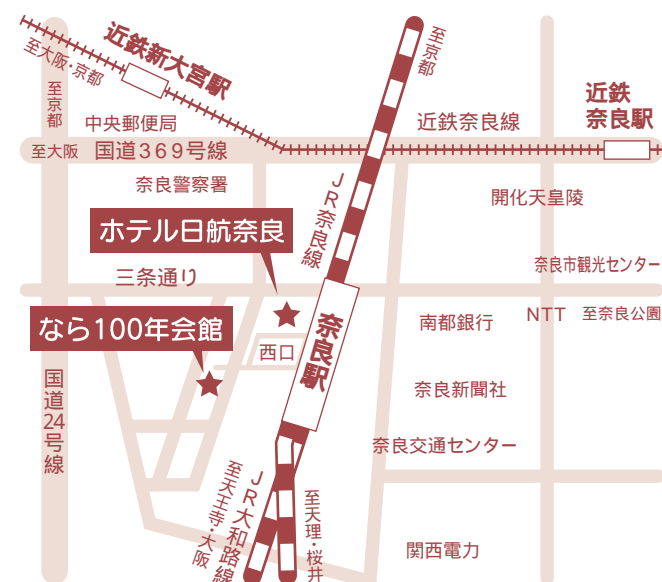 近鉄新大宮駅
至大阪・京都
至京都
至京都
近鉄
奈良駅
中央郵便局
近鉄奈良線
至大阪
国道369号線
奈良警察署
JR奈良線
開化天皇陵
ホテル日航奈良
三条通り
奈良市観光センター
なら100年会館
奈良駅
西口
南都銀行
NTT
至奈良公園
国道24号線
奈良新聞社
奈良交通センター
JR大和路線
至天王寺・大阪
至天理・桜井
関西電力